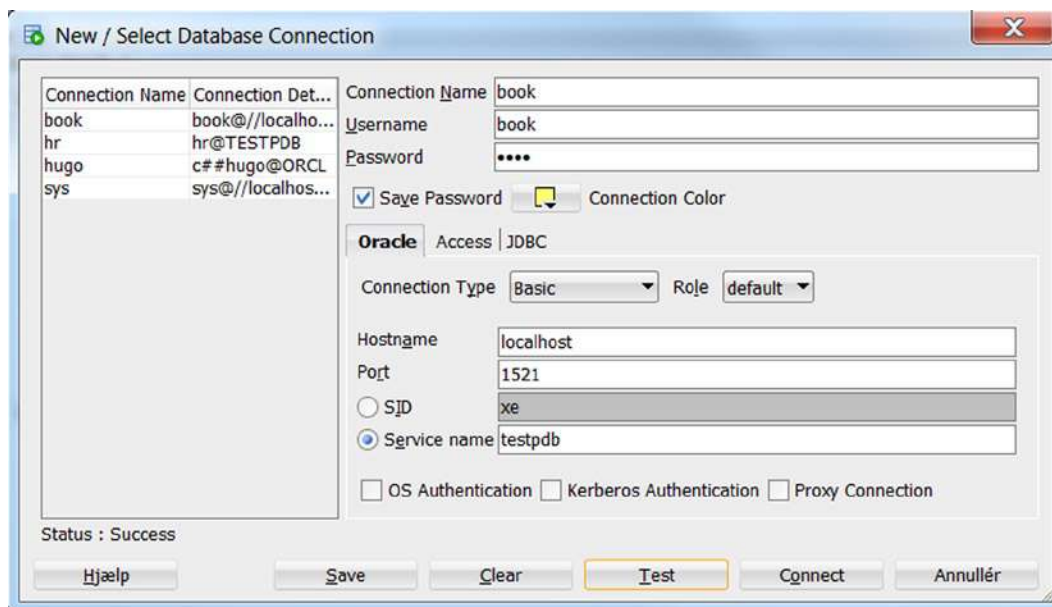 New / Select Database Connection
Connection Name Connection Det...
book book@//localho...
hr hr@TESTPDB
hugo c##hugo@ORCL
sys sys@//localhos...
Connection Name book
Username book
Password ••••
Save Password Connection Color
Oracle Access JDBC
Connection Type Basic Role default
Hostname localhost
Port 1521
SID xe
Service name testpdb
OS Authentication Kerberos Authentication Proxy Connection
Status : Success
Hjælp Save Clear Test Connect Annullér